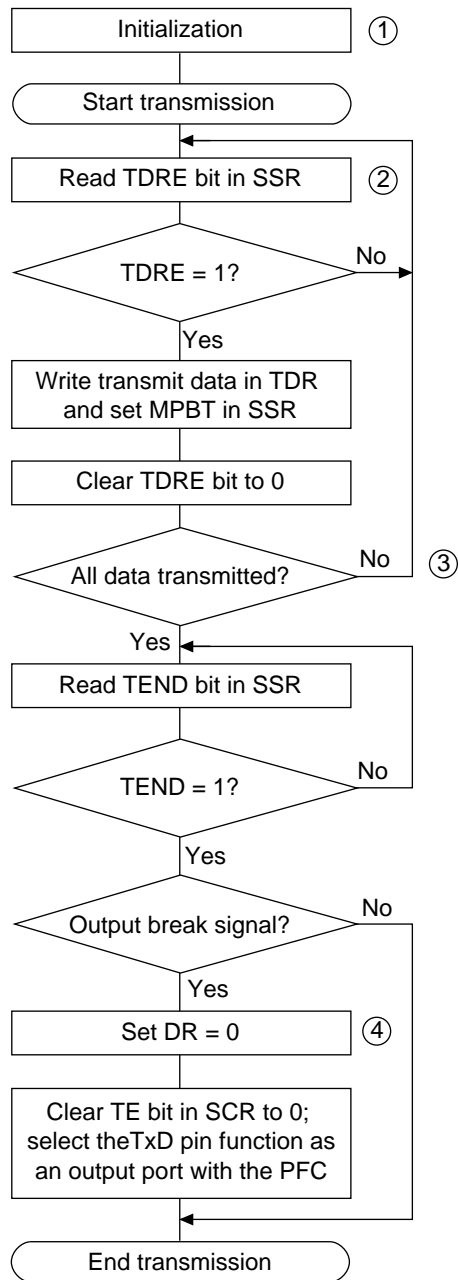 Initialization
①
Start transmission
Read TDRE bit in SSR
②
TDRE = 1?
No
Yes
Write transmit data in TDR
and set MPBT in SSR
Clear TDRE bit to 0
All data transmitted?
No
③
Yes
Read TEND bit in SSR
TEND = 1?
No
Yes
Output break signal?
No
Yes
Set DR = 0
④
Clear TE bit in SCR to 0;
select theTxD pin function as
an output port with the PFC
End transmission